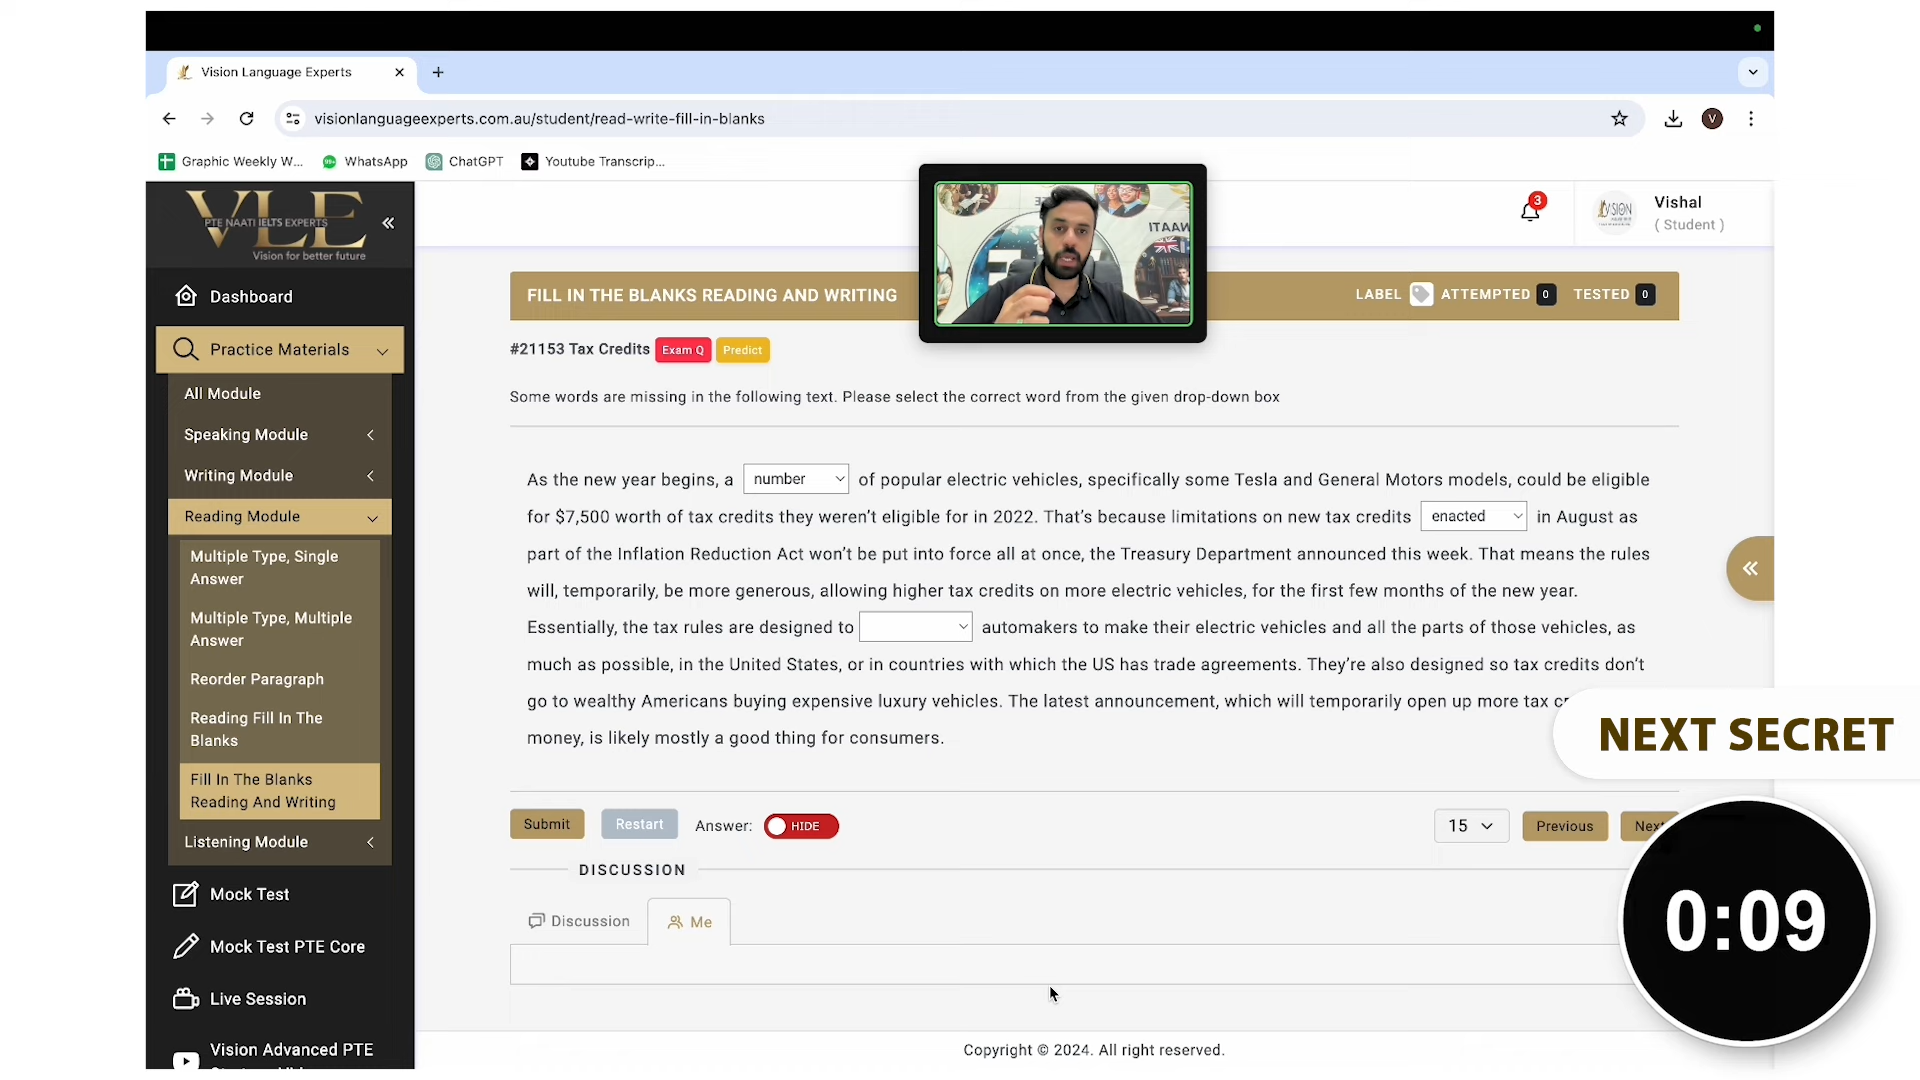 Vision Language Experts
visionlanguageexperts.com.au/student/read-write-fill-in-blanks
V
Graphic Weekly W...
99+
WhatsApp
ChatGPT
Youtube Transcrip...
VLE
PTE NAATI IELTS EXPERTS
Vision for better future
3
VISION
Vishal
( Student )
Dashboard
Practice Materials
All Module
Speaking Module
Writing Module
Reading Module
Multiple Type, Single
Answer
Multiple Type, Multiple
Answer
Reorder Paragraph
Reading Fill In The
Blanks
Fill In The Blanks
Reading And Writing
Listening Module
Mock Test
Mock Test PTE Core
Live Session
Vision Advanced PTE
FILL IN THE BLANKS READING AND WRITING
LABEL ATTEMPTED 0 TESTED 0
#21153 Tax Credits Exam Q Predict
Some words are missing in the following text. Please select the correct word from the given drop-down box
As the new year begins, a number of popular electric vehicles, specifically some Tesla and General Motors models, could be eligible
for $7,500 worth of tax credits they weren't eligible for in 2022. That's because limitations on new tax credits enacted in August as
part of the Inflation Reduction Act won't be put into force all at once, the Treasury Department announced this week. That means the rules
will, temporarily, be more generous, allowing higher tax credits on more electric vehicles, for the first few months of the new year.
Essentially, the tax rules are designed to automakers to make their electric vehicles and all the parts of those vehicles, as
much as possible, in the United States, or in countries with which the US has trade agreements. They're also designed so tax credits don't
go to wealthy Americans buying expensive luxury vehicles. The latest announcement, which will temporarily open up more tax cr
money, is likely mostly a good thing for consumers.
NEXT SECRET
Submit Restart Answer: HIDE
15 Previous Next
DISCUSSION
Discussion Me
0:09
Copyright © 2024. All right reserved.